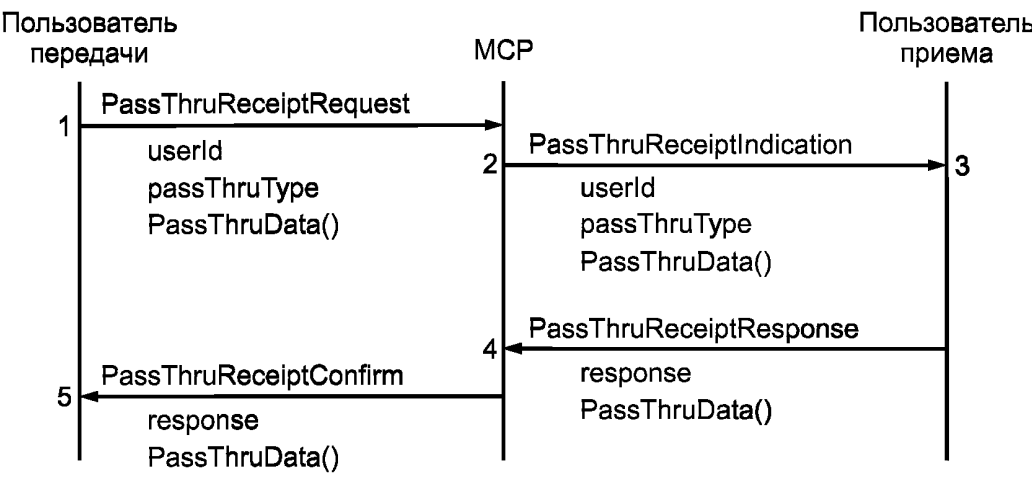 Пользователь
передачи
МСР
Пользователь
приема
PassThruReceiptRequest
1
userId
passThruType
PassThruData()
PassThruReceiptIndication
2
3
userId
passThruType
PassThruData()
PassThruReceiptResponse
4
response
PassThruData()
PassThruReceiptConfirm
5
response
PassThruData()